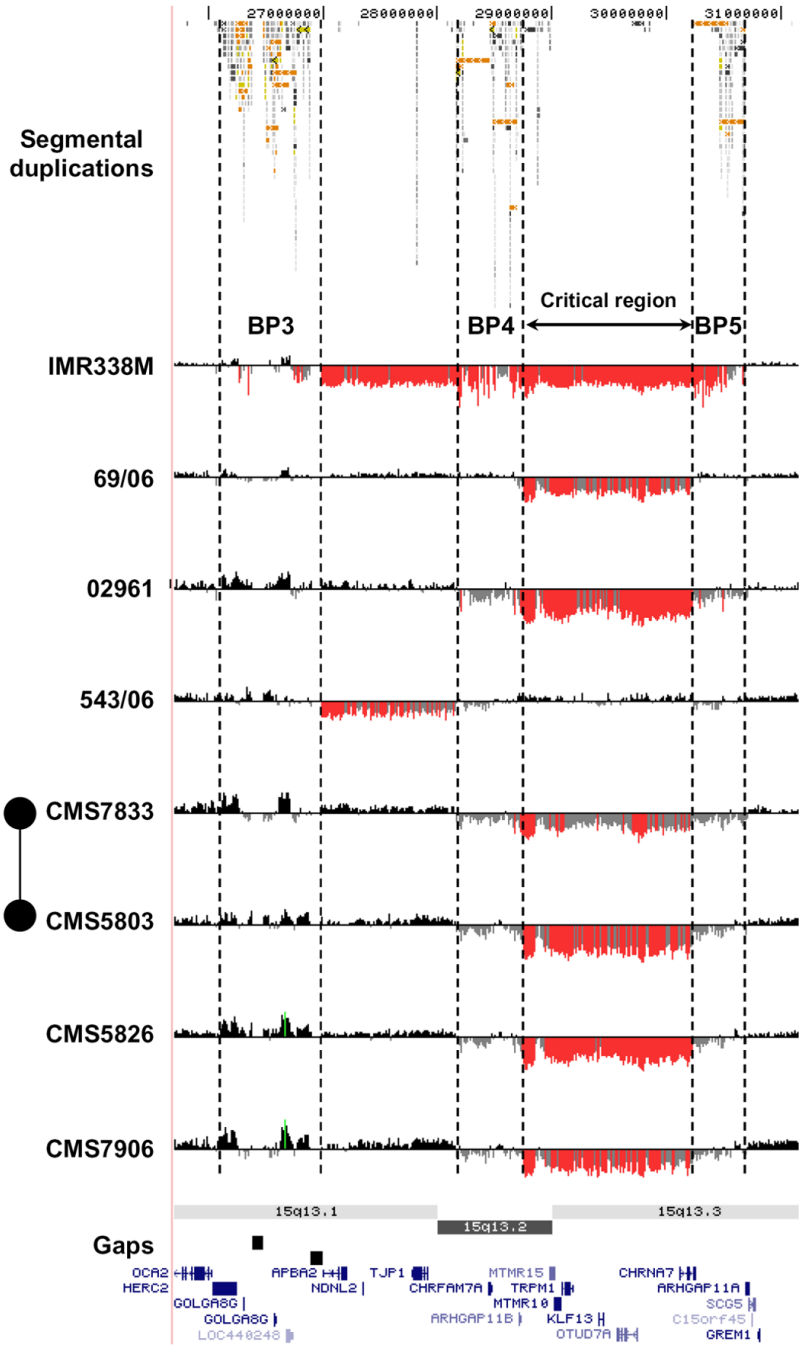 27000000 28000000 29000000 30000000 31000000
Segmental
duplications
Critical region
BP3 BP4 BP5
IMR338M
69/06
02961
543/06
CMS7833
CMS5803
CMS5826
CMS7906
15q13.1 15q13.3
15q13.2
Gaps
OCA2 APBA2 TJP1 MTMR15 CHRNA7
HERC2 NDNL2 CHRFAM7A TRPM1 ARHGAP11A
GOLGA8G MTMR10 SCG5
GOLGA8G ARHGAP11B KLF13 C15orf45
LOC440248 OTUD7A GREM1